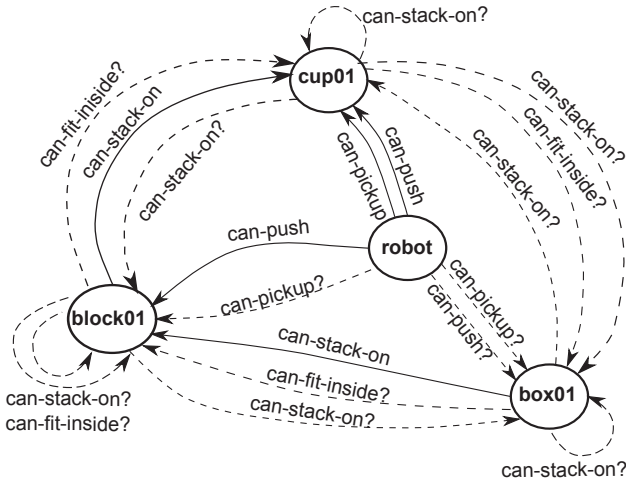 can-stack-on?
cup01
can-fit-iniside?
can-stack-on
can-stack-on?
can-stack-on?
can-fit-inside?
can-stack-on?
can-pickup
can-push
can-push
robot
can-pickup?
can-pickup?
can-push?
block01
can-stack-on
can-fit-inside?
can-stack-on?
box01
can-stack-on?
can-fit-inside?
can-stack-on?